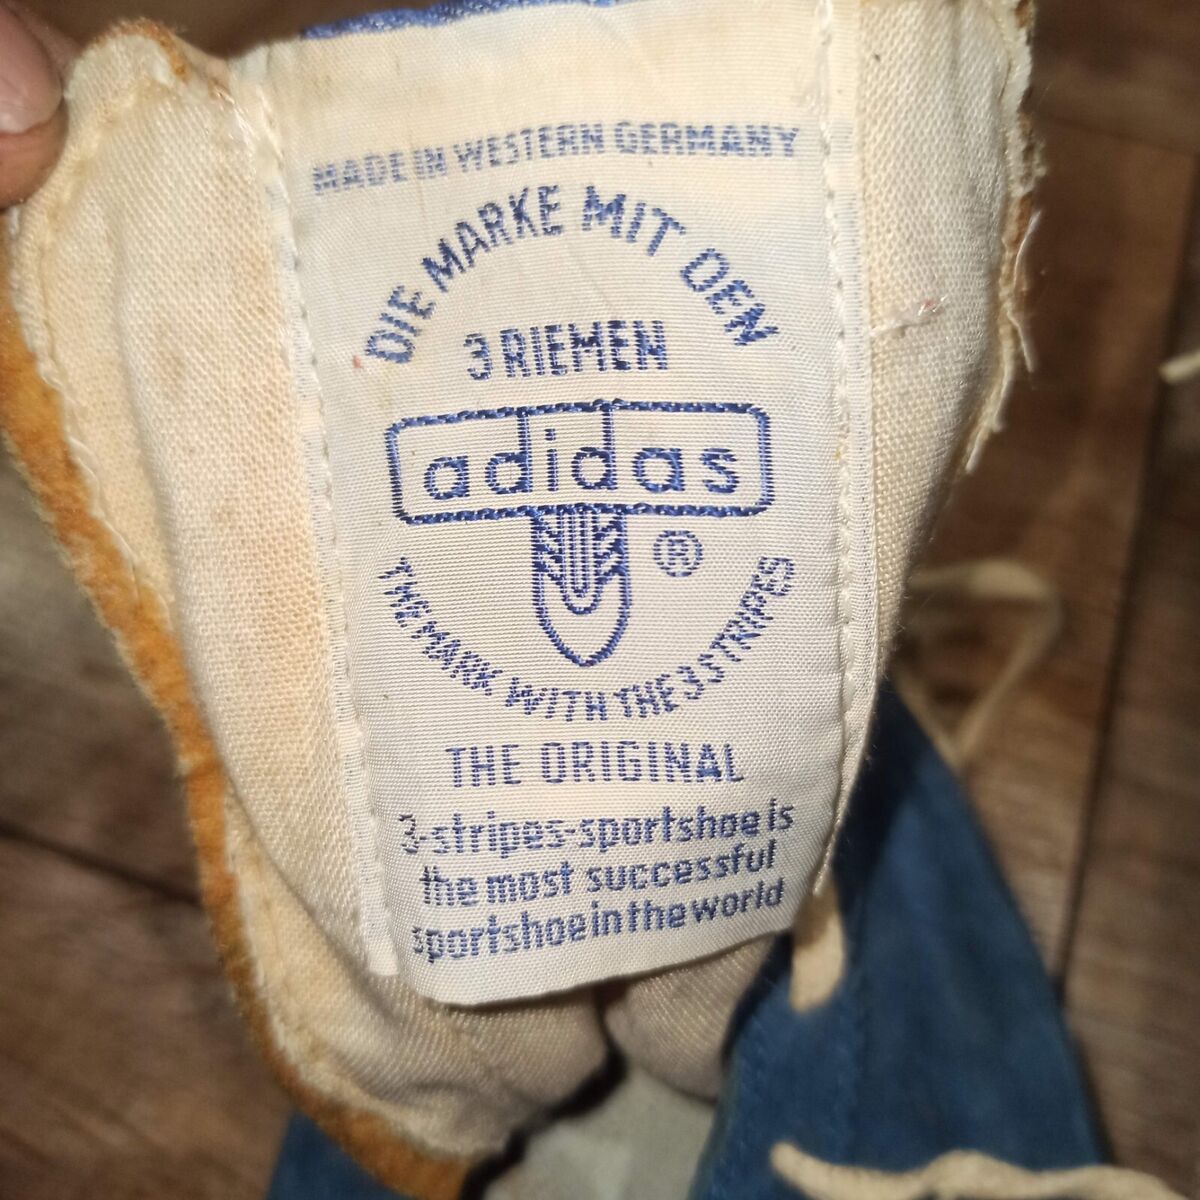 MADE IN WESTERN GERMANY
DIE MARKE MIT DEN
3 RIEMEN
adidas
®
THE MARK WITH THE 3 STRIPES
THE ORIGINAL
3-stripes-sportshoe is
the most successful
sportshoe in the world